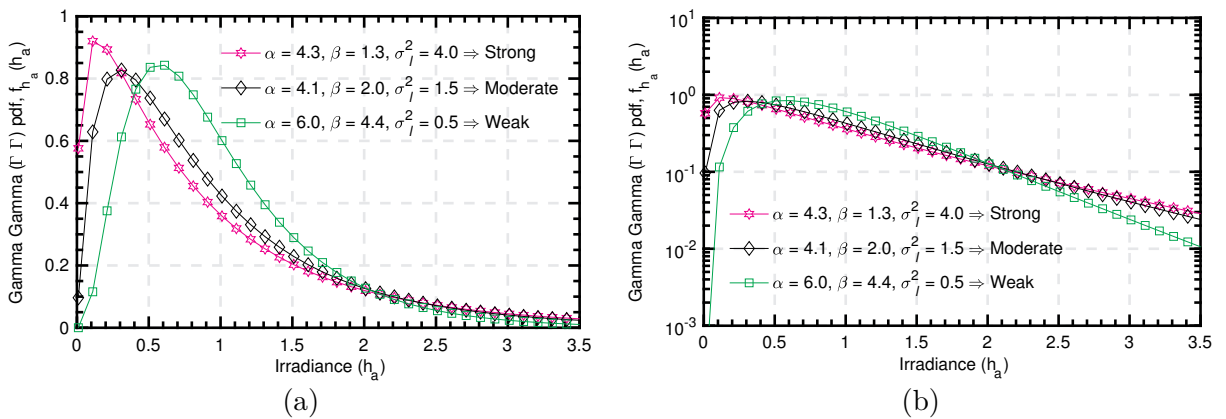 Gamma Gamma (Γ Γ) pdf, f_{h_a} (h_a)
1
0.8
0.6
0.4
0.2
0
α = 4.3, β = 1.3, σ_I^2 = 4.0 ⇒ Strong
α = 4.1, β = 2.0, σ_I^2 = 1.5 ⇒ Moderate
α = 6.0, β = 4.4, σ_I^2 = 0.5 ⇒ Weak
0 0.5 1 1.5 2 2.5 3 3.5
Irradiance (h_a)
(a)
Gamma Gamma (Γ Γ) pdf, f_{h_a} (h_a)
10^1
10^0
10^-1
10^-2
10^-3
α = 4.3, β = 1.3, σ_I^2 = 4.0 ⇒ Strong
α = 4.1, β = 2.0, σ_I^2 = 1.5 ⇒ Moderate
α = 6.0, β = 4.4, σ_I^2 = 0.5 ⇒ Weak
0 0.5 1 1.5 2 2.5 3 3.5
Irradiance (h_a)
(b)